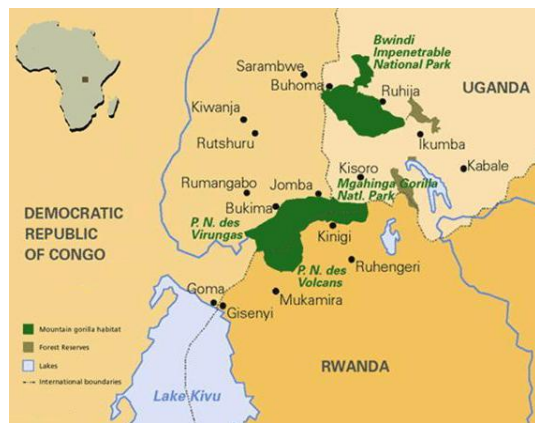 Bwindi
Impenetrable
National Park
Sarambwe
Buhoma
Ruhija
UGANDA
Kiwanja
Rutshuru
Ikumba
Kabale
Kisoro
Rumangabo
Jomba
Mgahinga Gorilla
Natl. Park
Bukima
DEMOCRATIC
REPUBLIC
OF CONGO
P. N. des
Virungas
Kinigi
P. N. des
Volcans
Ruhengeri
Goma
Gisenyi
Mukamira
Mountain gorilla habitat
Forest Reserves
Lakes
International boundaries
RWANDA
Lake Kivu